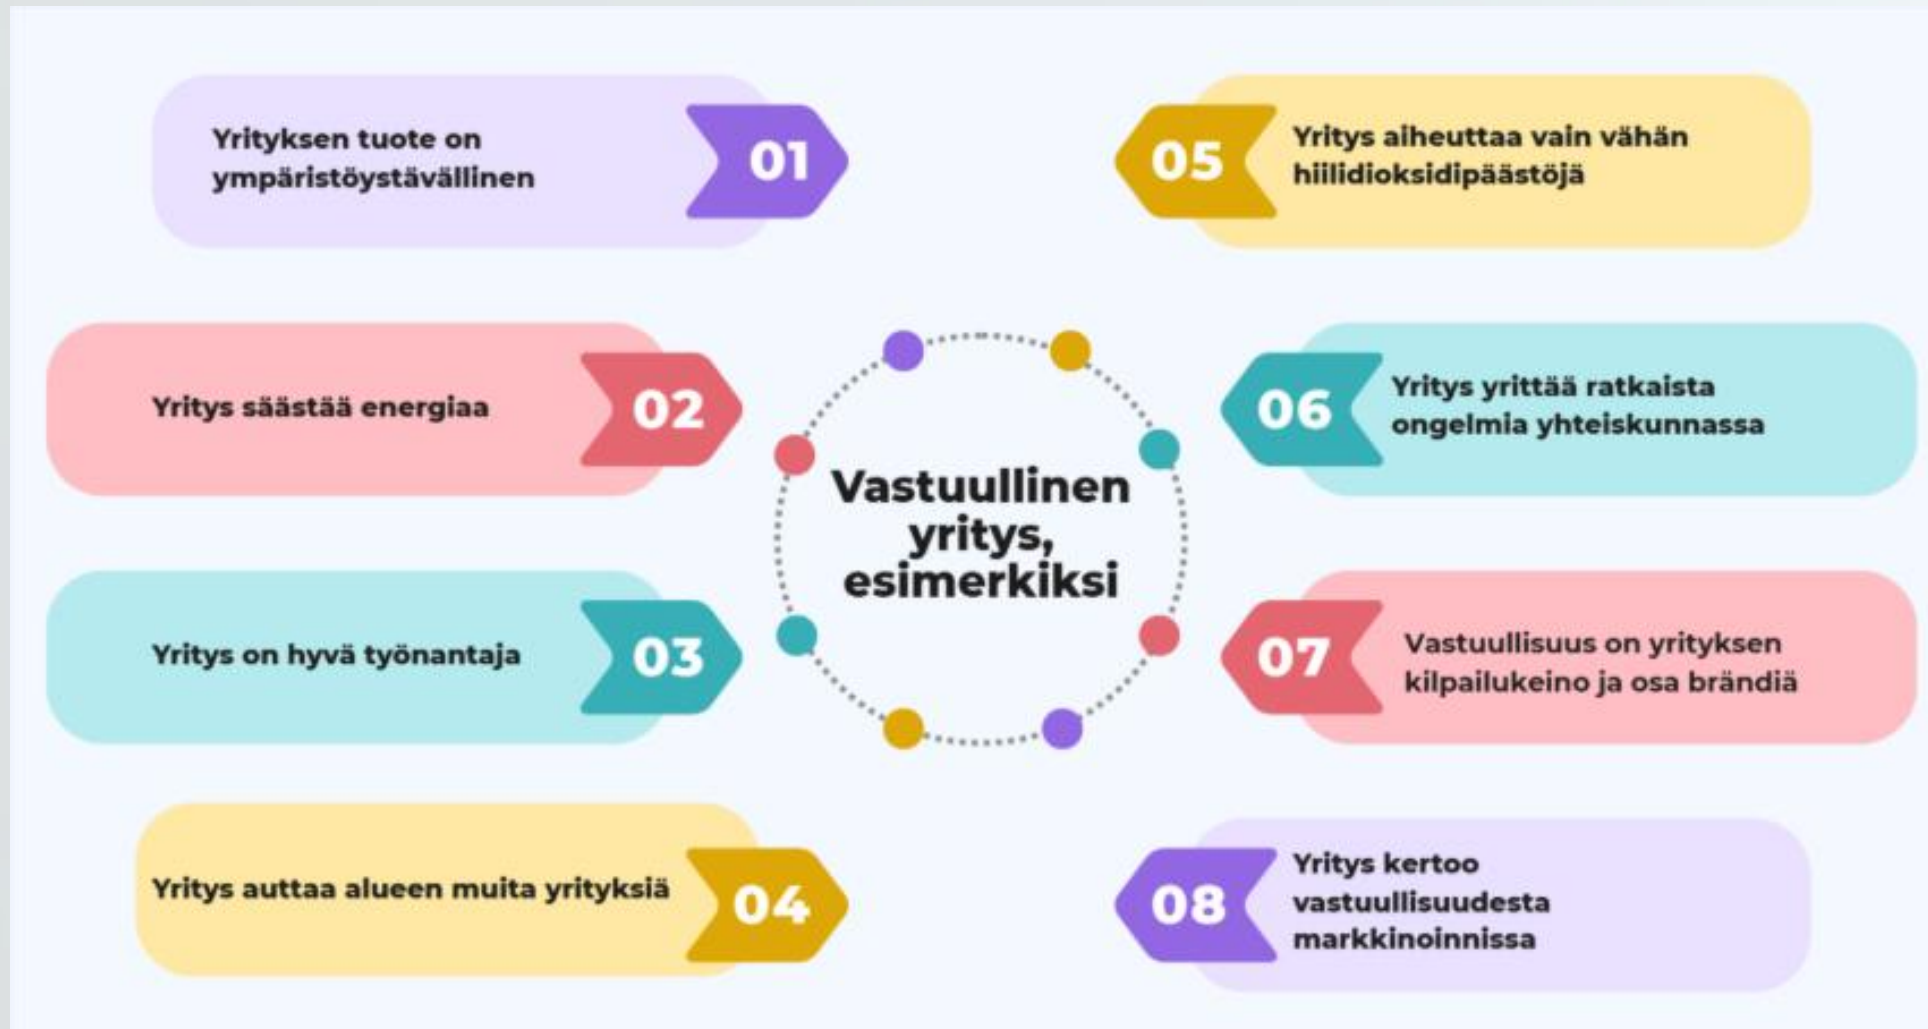 Yrityksen tuote on
ympäristöystävällinen
01
Yritys säästää energiaa
02
Yritys on hyvä työnantaja
03
Yritys auttaa alueen muita yrityksiä
04
Vastuullinen
yritys,
esimerkiksi
05
Yritys aiheuttaa vain vähän
hiilidioksidipäästöjä
06
Yritys yrittää ratkaista
ongelmia yhteiskunnassa
07
Vastuullisuus on yrityksen
kilpailukeino ja osa brändiä
08
Yritys kertoo
vastuullisuudesta
markkinoinnissa